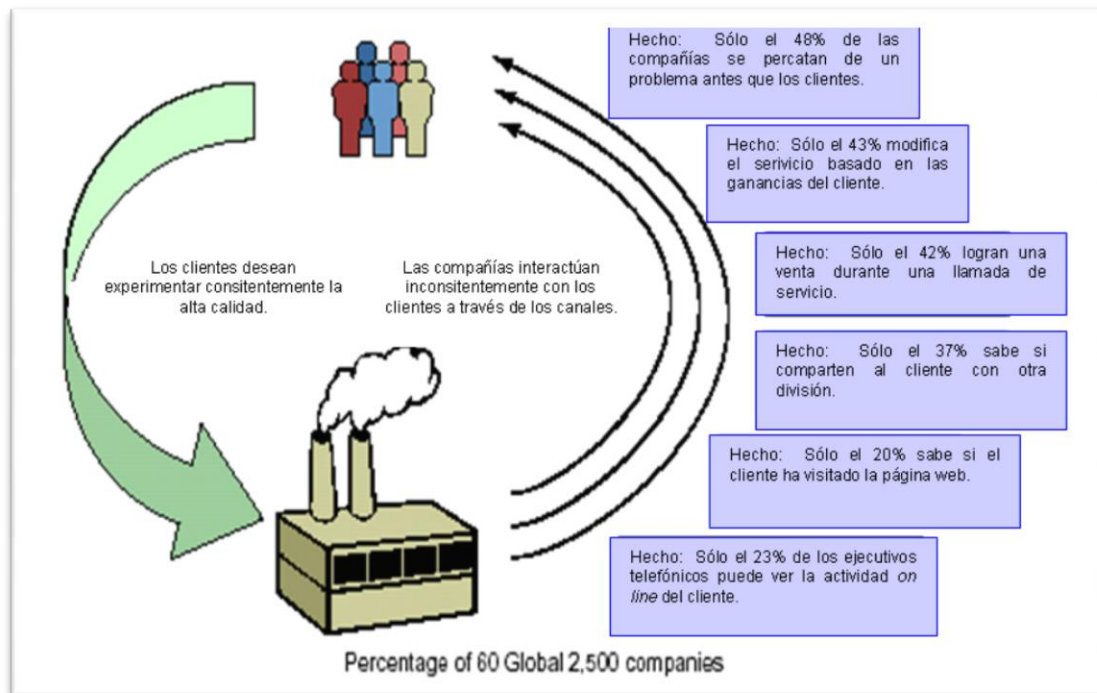 Hecho: Sólo el 48% de las
compañías se percatan de un
problema antes que los clientes.
Hecho: Sólo el 43% modifica
el serivicio basado en las
ganancias del cliente.
Los clientes desean
experimentar consitentemente la
alta calidad.
Las compañías interactúan
inconsitentemente con los
clientes a través de los canales.
Hecho: Sólo el 42% logran una
venta durante una llamada de
servicio.
Hecho: Sólo el 37% sabe si
comparten al cliente con otra
división.
Hecho: Sólo el 20% sabe si el
cliente ha visitado la página web.
Hecho: Sólo el 23% de los ejecutivos
telefónicos puede ver la actividad on
line del cliente.
Percentage of 60 Global 2,500 companies